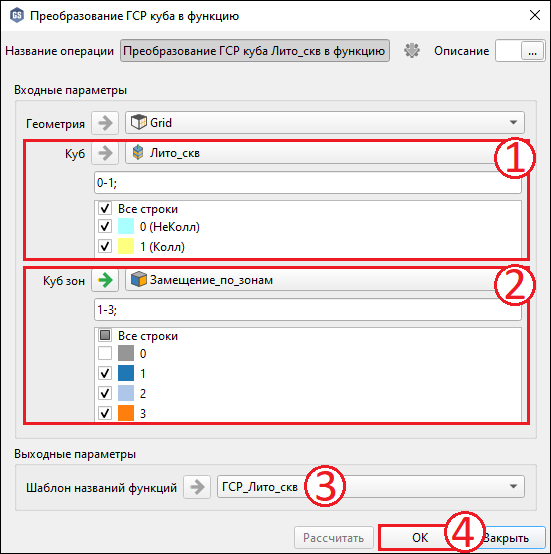 GS Преобразование ГСР куба в функцию
Название операции Преобразование ГСР куба Лито_скв в функцию Описание ...
Входные параметры
Геометрия Grid
Куб Лито_скв
1
0-1;
Все строки
0 (НеКолл)
1 (Колл)
Куб зон Замещение_по_зонам
2
1-3;
Все строки
0
1
2
3
Выходные параметры
Шаблон названий функций ГСР_Лито_скв 3
Рассчитать ОК 4 Закрыть